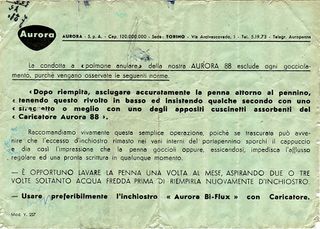 Aurora
AURORA - S. p. A. - Cap. 120.000.000 - Sede: TORINO - Via Arcivescovado, 1 - Tel. 5.19.73 - Telegr. Auropenna
La condotta a « polmone anulare » della nostra AURORA 88 esclude ogni gocciola-
mento, purchè vengano osservate le seguenti norme.
« Dopo riempita, asciugare accuratamente la penna attorno al pennino,
« tenendo questo rivolto in basso ed insistendo qualche secondo con uno
« straccetto o meglio con uno degli appositi cuscinetti assorbenti del
« Caricatore Aurora 88 ».
Raccomandiamo vivamente questa semplice operazione, poichè se trascurata può avve-
nire che l'eccesso d'inchiostro rimasto nei vani interni del portapennino sporchi il cappuccio
e dia così l'impressione che la penna goccioli oppure, essicandosi, impedisca l'afflusso
regolare ed una pronta scrittura in qualunque momento.
— È OPPORTUNO LAVARE LA PENNA UNA VOLTA AL MESE, ASPIRANDO DUE O TRE
VOLTE SOLTANTO ACQUA FREDDA PRIMA DI RIEMPIRLA NUOVAMENTE D'INCHIOSTRO.
— Usare preferibilmente l'inchiostro « Aurora Bi-Flux » con Caricatore.
Mod. V. 257